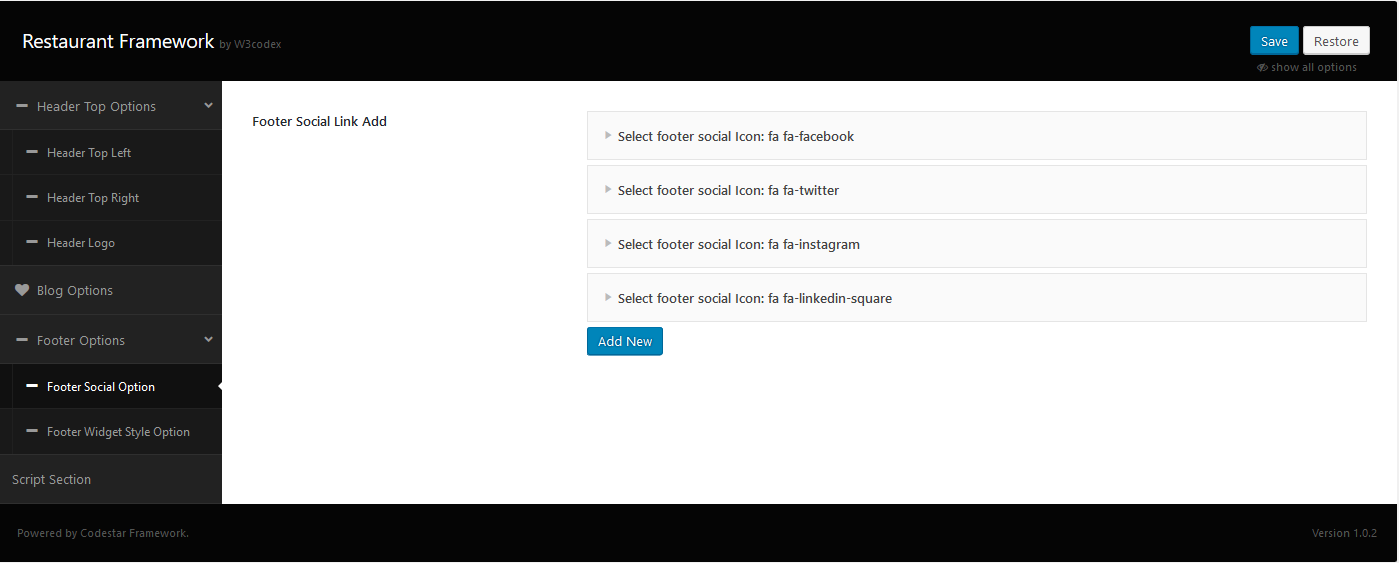 Restaurant Framework by W3codex
Save Restore
show all options
Header Top Options
Header Top Left
Header Top Right
Header Logo
Blog Options
Footer Options
Footer Social Option
Footer Widget Style Option
Script Section
Footer Social Link Add
Select footer social Icon: fa fa-facebook
Select footer social Icon: fa fa-twitter
Select footer social Icon: fa fa-instagram
Select footer social Icon: fa fa-linkedin-square
Add New
Powered by Codestar Framework.
Version 1.0.2